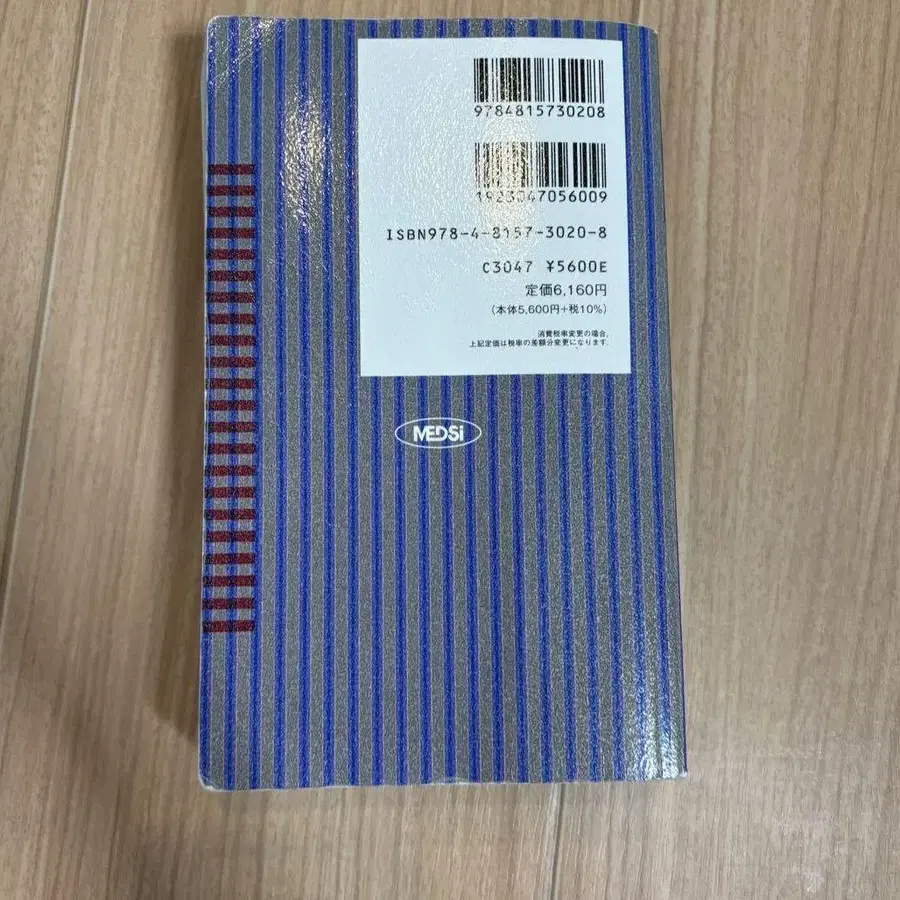 9784815730208
1923047056009
ISBN978-4-8157-3020-8
C3047 ¥5600E
定価6,160円
（本体5,600円＋税10%）
消費税率変更の場合,
上記定価は税率の差額分変更になります.
MEDSi